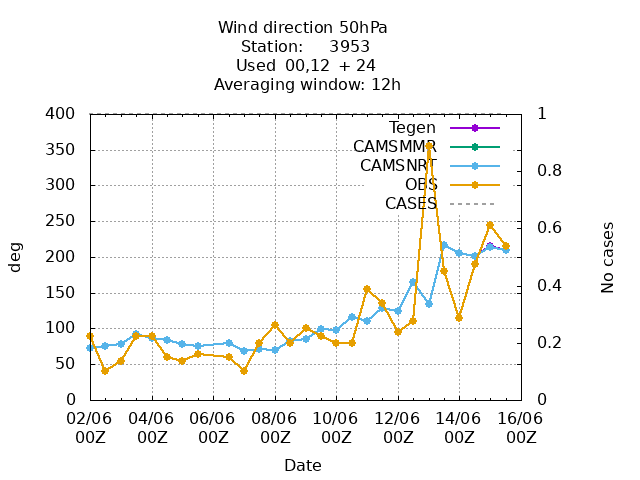 Wind direction 50hPa
Station: 3953
Used 00,12 + 24
Averaging window: 12h
400 1
350 Tegen
CAMSMMR
300 CAMSNRT 0.8
OBS
250 CASES 0.6
200
150 0.4
100 0.2
50
0 0
deg
No cases
02/06 04/06 06/06 08/06 10/06 12/06 14/06 16/06
00Z 00Z 00Z 00Z 00Z 00Z 00Z 00Z
Date